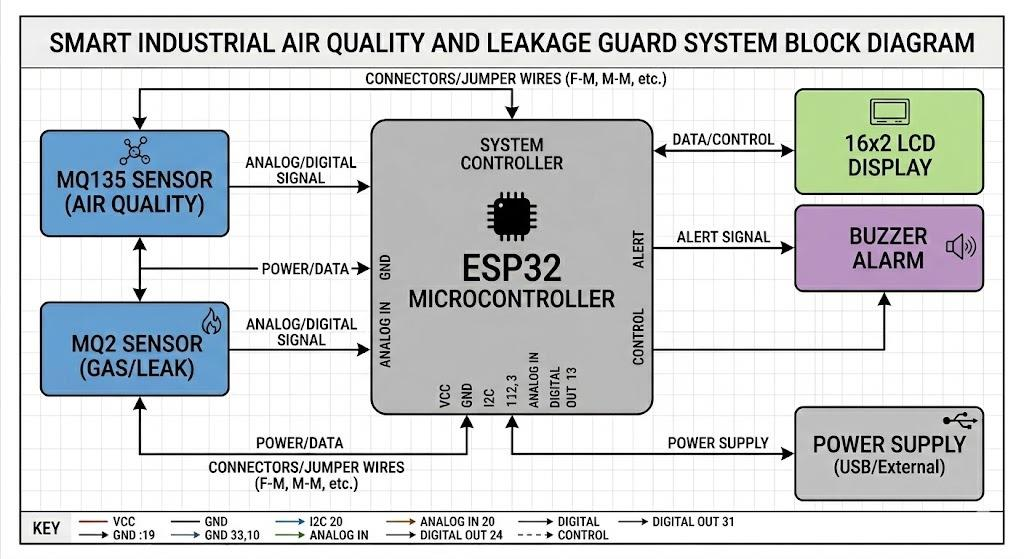 SMART INDUSTRIAL AIR QUALITY AND LEAKAGE GUARD SYSTEM BLOCK DIAGRAM
CONNECTORS/JUMPER WIRES (F-M, M-M, etc.)
MQ135 SENSOR
(AIR QUALITY)
ANALOG/DIGITAL
SIGNAL
POWER/DATA
MQ2 SENSOR
(GAS/LEAK)
ANALOG/DIGITAL
SIGNAL
POWER/DATA
CONNECTORS/JUMPER WIRES
(F-M, M-M, etc.)
SYSTEM
CONTROLLER
ESP32
MICROCONTROLLER
GND
ANALOG IN
ALERT
CONTROL
VCC
GND
I2C
112,3
ANALOG IN
DIGITAL
OUT 13
DATA/CONTROL
16x2 LCD
DISPLAY
ALERT SIGNAL
BUZZER
ALARM
POWER SUPPLY
POWER SUPPLY
(USB/External)
KEY
VCC
GND
I2C 20
ANALOG IN 20
DIGITAL
DIGITAL OUT 31
GND :19
GND 33,10
ANALOG IN
DIGITAL OUT 24
CONTROL